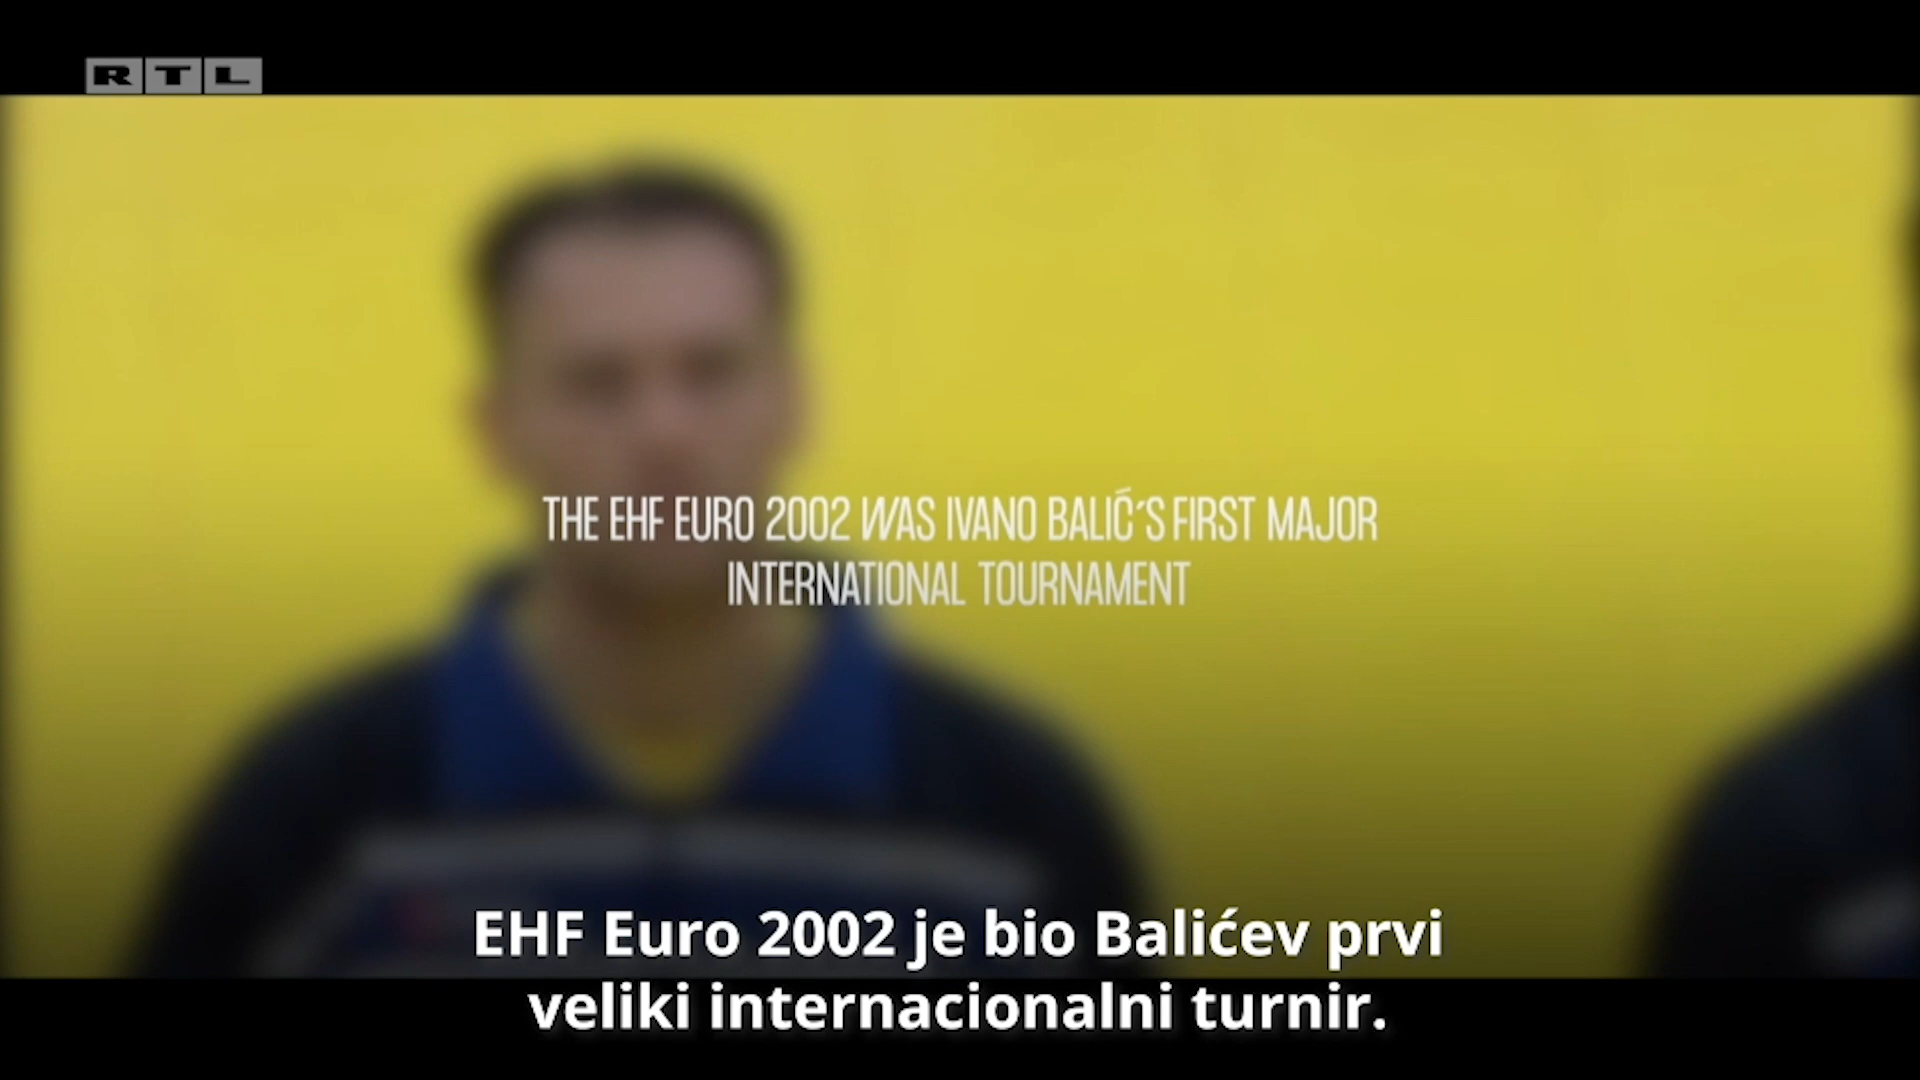 RTL
THE EHF EURO 2002 WAS IVANO BALIĆ´S FIRST MAJOR
INTERNATIONAL TOURNAMENT
EHF Euro 2002 je bio Balićev prvi
veliki internacionalni turnir.